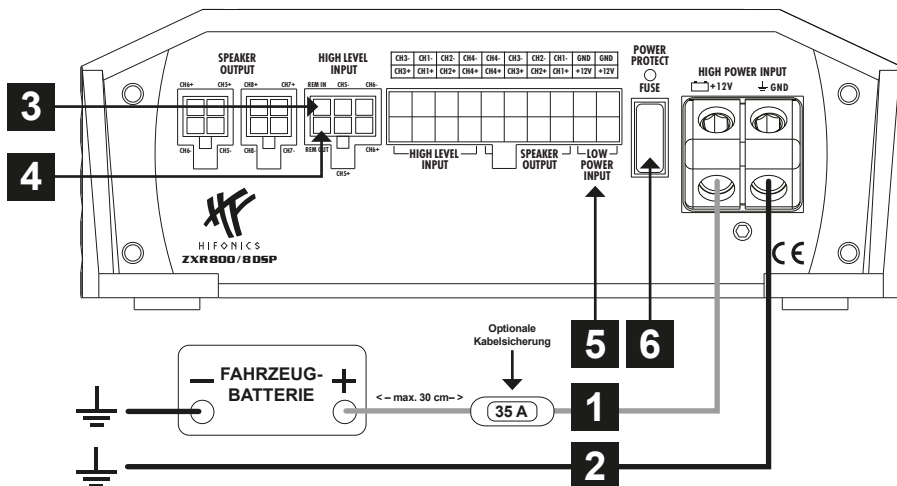 SPEAKER OUTPUT
CH6+ CH5+ CH8+ CH7+
CH6- CH5- CH8- CH7-
HIGH LEVEL INPUT
REM IN CH5- CH6-
REM OUT CH5+ CH6+
CH3- CH1- CH2- CH4- CH4- CH3- CH2- CH1- GND GND
CH3+ CH1+ CH2+ CH4+ CH4+ CH3+ CH2+ CH1+ +12V +12V
HIGH LEVEL INPUT
SPEAKER OUTPUT
LOW POWER INPUT
POWER PROTECT
FUSE
HIGH POWER INPUT
+12V GND
3
4
HIFONICS
ZXR800/8DSP
CE
5
6
Optionale
Kabelsicherung
FAHRZEUG-
BATTERIE
− +
< – max. 30 cm– >
35 A
1
2